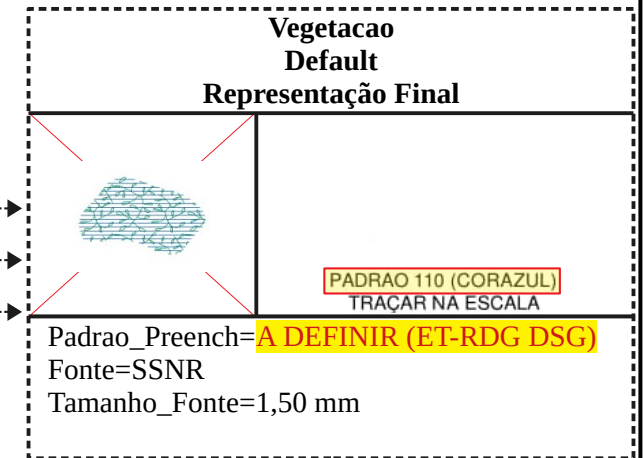 Vegetacao
Default
Representação Final
PADRAO 110 (CORAZUL)
TRAÇAR NA ESCALA
Padrao_Preench=A DEFINIR (ET-RDG DSG)
Fonte=SSNR
Tamanho_Fonte=1,50 mm